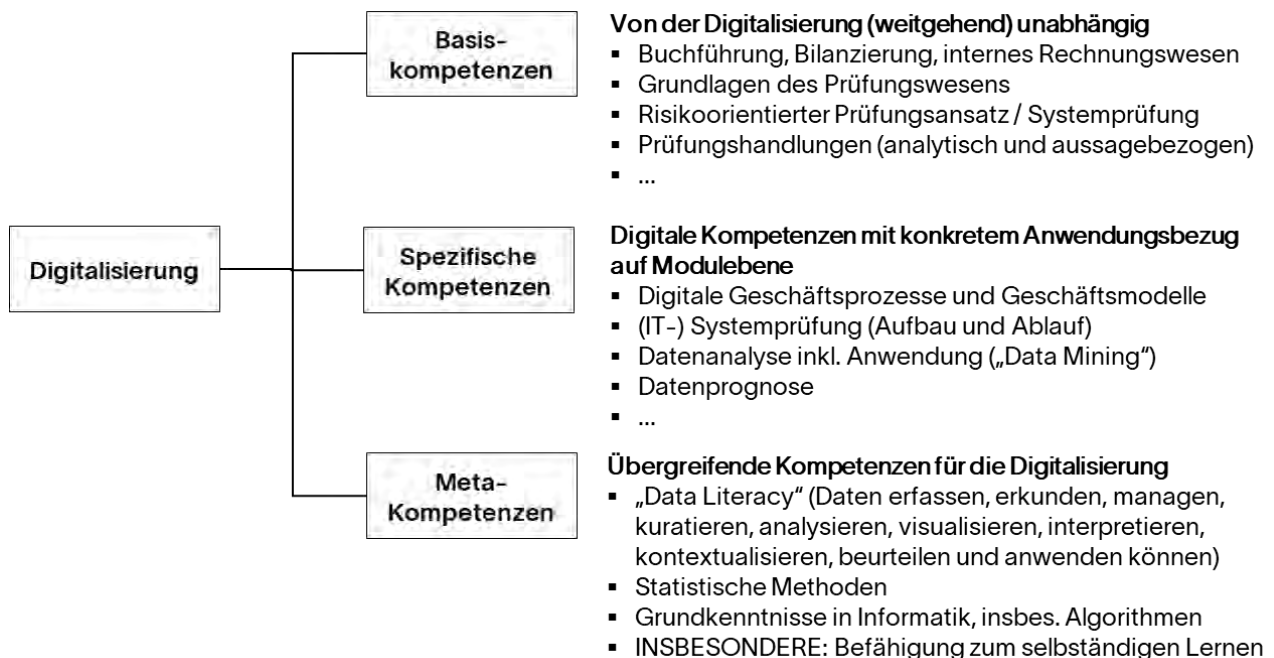 Digitalisierung
Basis-
kompetenzen
Von der Digitalisierung (weitgehend) unabhängig
▪ Buchführung, Bilanzierung, internes Rechnungswesen
▪ Grundlagen des Prüfungswesens
▪ Risikoorientierter Prüfungsansatz / Systemprüfung
▪ Prüfungshandlungen (analytisch und aussagebezogen)
▪ ...
Spezifische
Kompetenzen
Digitale Kompetenzen mit konkretem Anwendungsbezug
auf Modulebene
▪ Digitale Geschäftsprozesse und Geschäftsmodelle
▪ (IT-) Systemprüfung (Aufbau und Ablauf)
▪ Datenanalyse inkl. Anwendung („Data Mining“)
▪ Datenprognose
▪ ...
Meta-
Kompetenzen
Übergreifende Kompetenzen für die Digitalisierung
▪ „Data Literacy“ (Daten erfassen, erkunden, managen,
kuratieren, analysieren, visualisieren, interpretieren,
kontextualisieren, beurteilen und anwenden können)
▪ Statistische Methoden
▪ Grundkenntnisse in Informatik, insbes. Algorithmen
▪ INSBESONDERE: Befähigung zum selbständigen Lernen